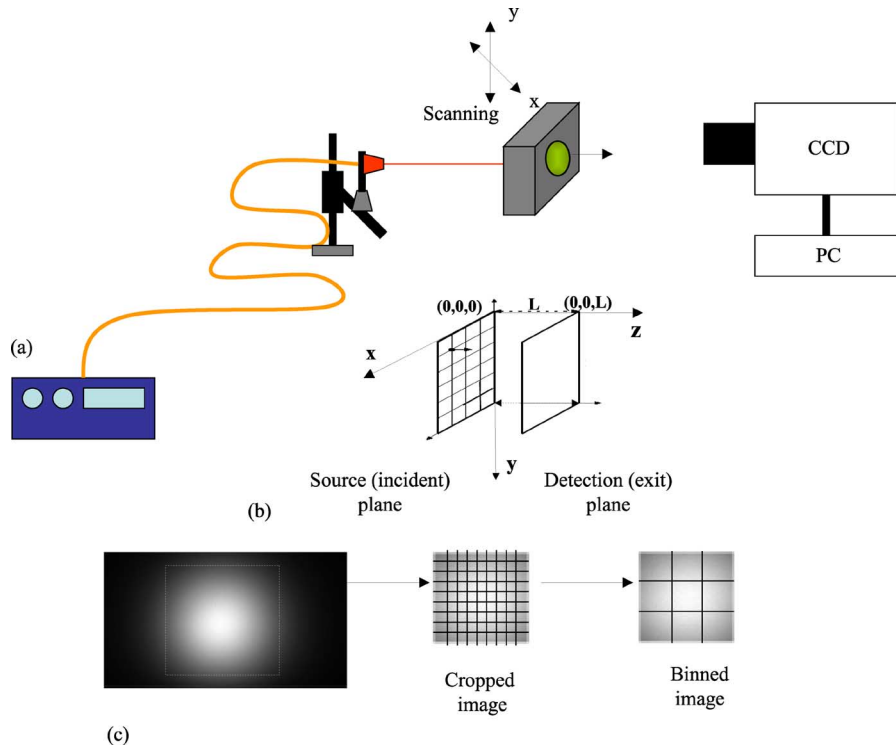 y
x
Scanning
CCD
PC
(a)
(0,0,0)
L
(0,0,L)
z
x
y
Source (incident)
plane
Detection (exit)
plane
(b)
Cropped
image
Binned
image
(c)